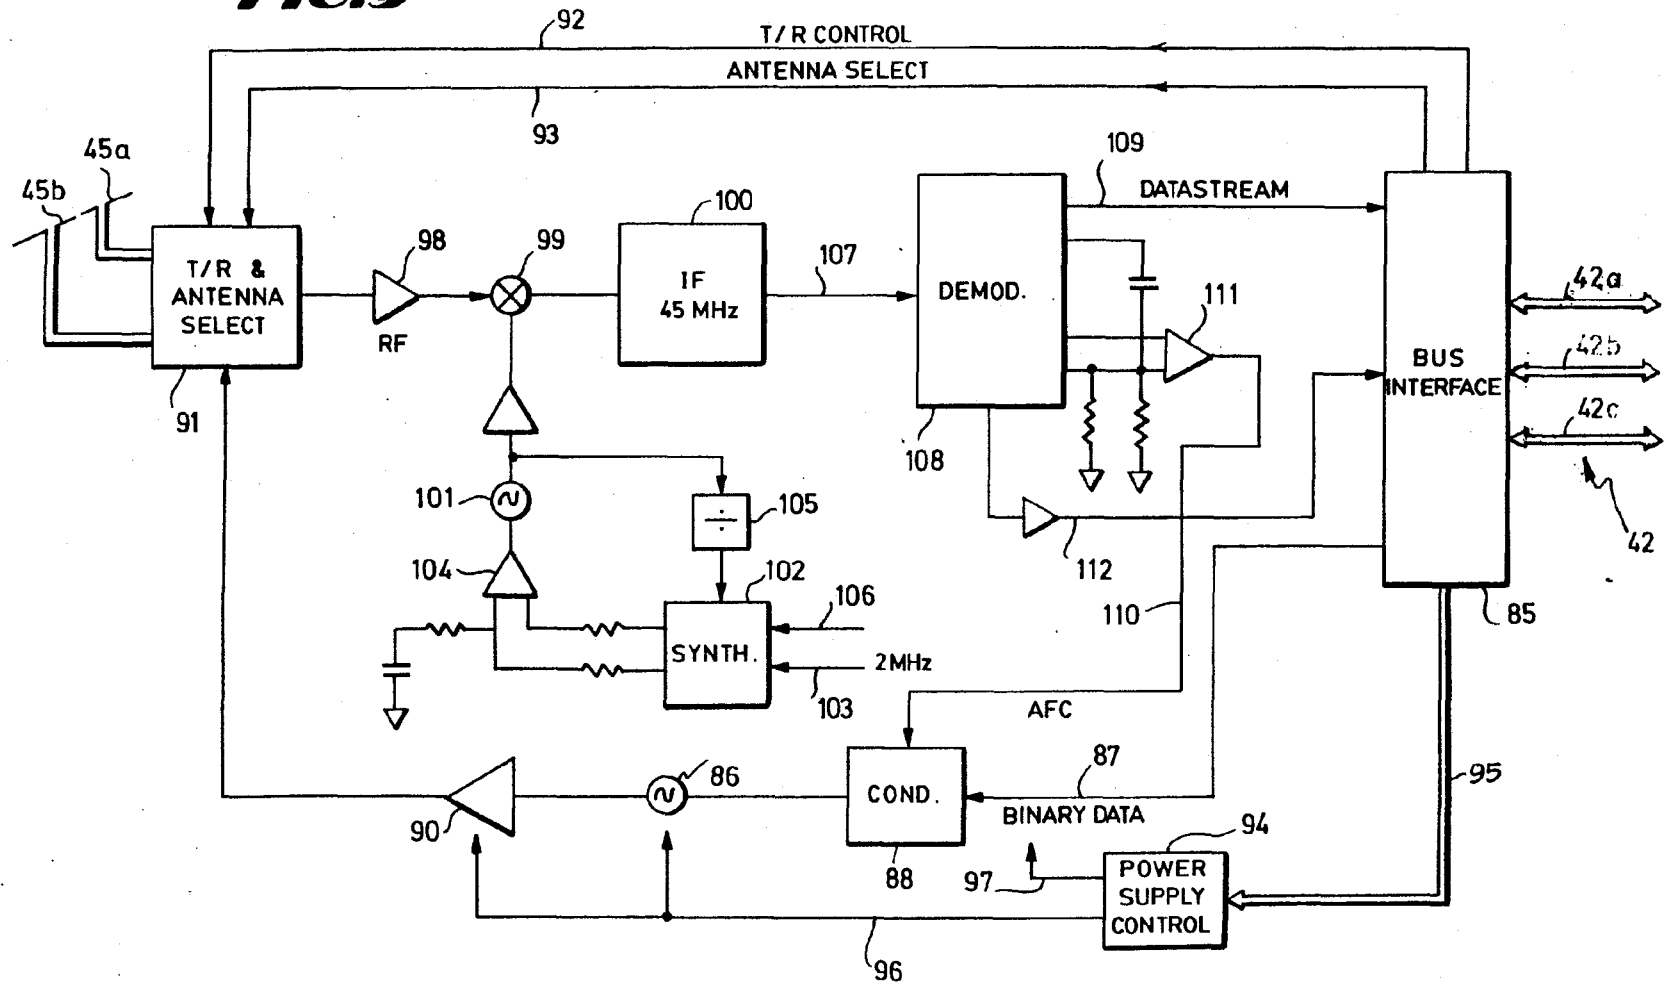 92
T/R CONTROL
ANTENNA SELECT
93
45a
45b
109
DATASTREAM
100
98
99
107
T/R &
ANTENNA
SELECT
IF
45 MHz
DEMOD.
111
42a
RF
BUS
INTERFACE
42b
91
42c
108
101
105
42
104
102
112
106
110
85
SYNTH.
2MHz
103
AFC
87
95
86
COND.
BINARY DATA
90
94
88
97
POWER
SUPPLY
CONTROL
96